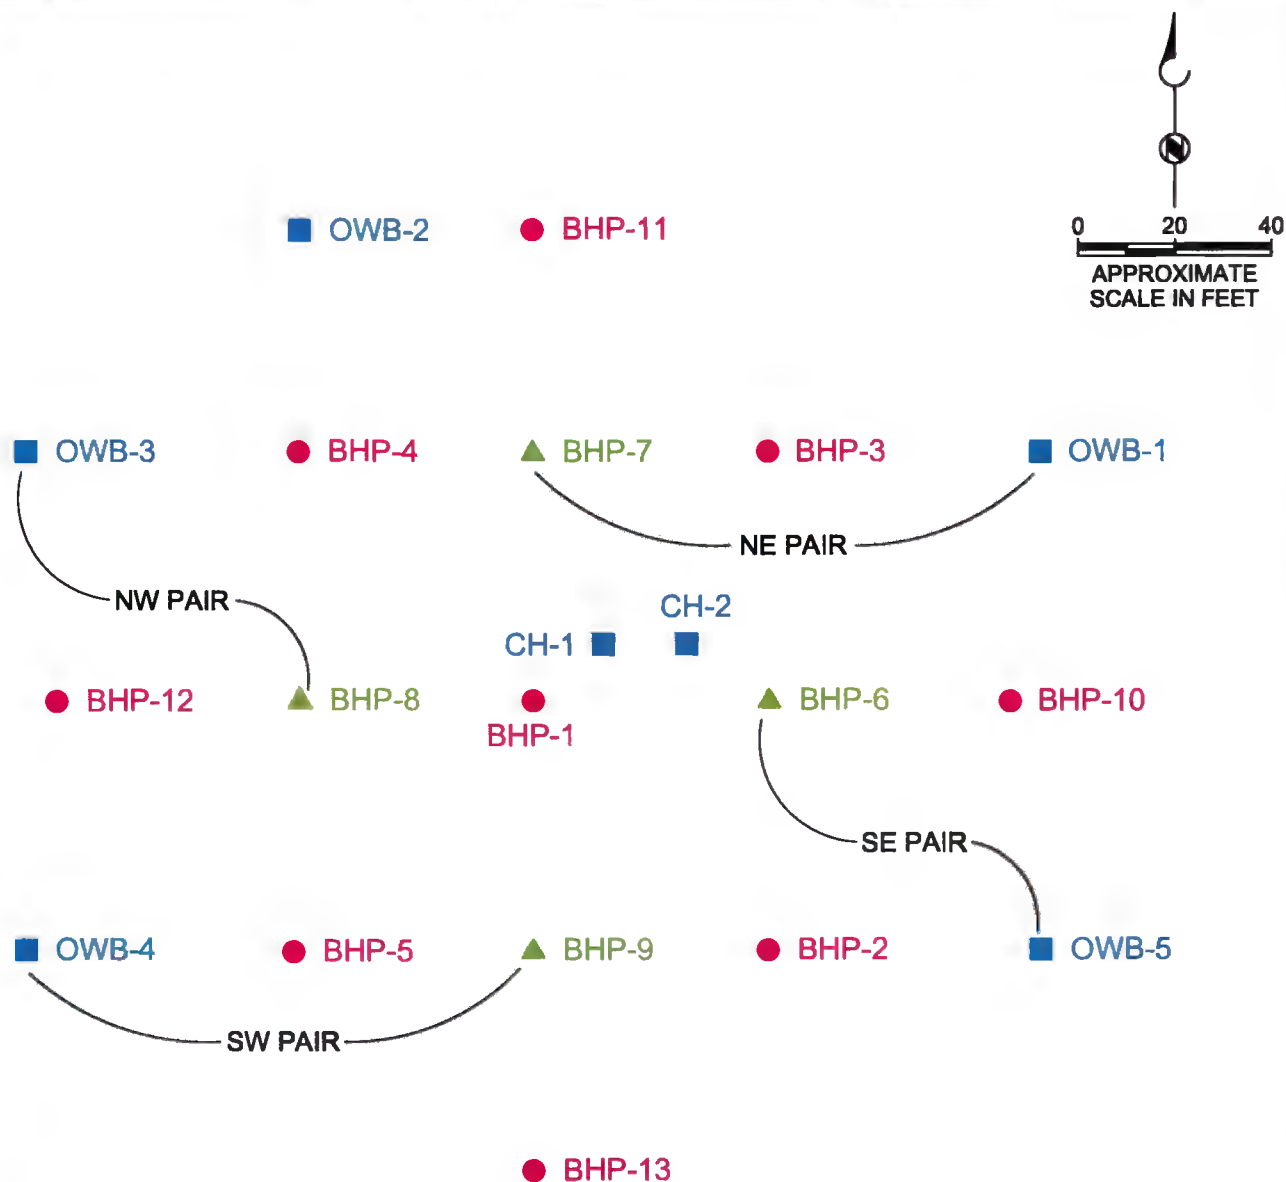 N
0 20 40
APPROXIMATE
SCALE IN FEET
OWB-2 BHP-11
OWB-3 BHP-4 BHP-7 BHP-3 OWB-1
NE PAIR
NW PAIR
CH-2
CH-1
BHP-12 BHP-8 BHP-6 BHP-10
BHP-1
SE PAIR
OWB-4 BHP-5 BHP-9 BHP-2 OWB-5
SW PAIR
BHP-13